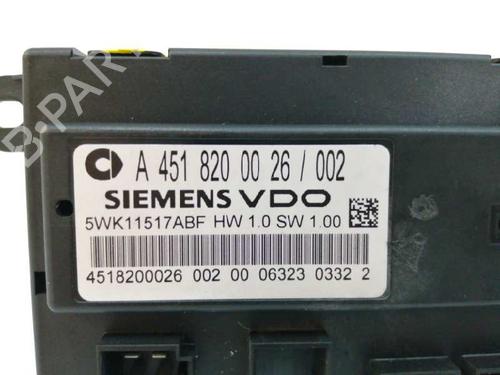 A 451 820 00 26 / 002
SIEMENS VDO
5WK11517ABF HW 1.0 SW 1.00
4518200026 002 00 06323 0332 2
B-PARTS